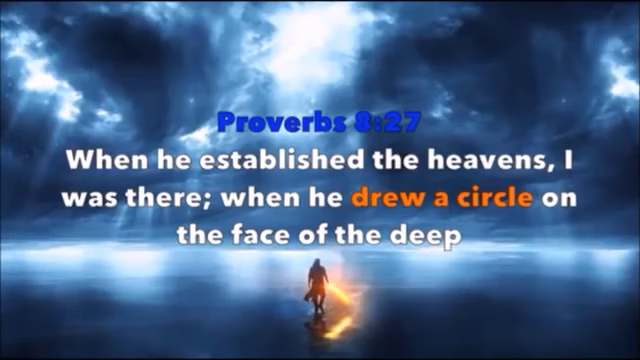 Proverbs 8:27
When he established the heavens, I
was there; when he drew a circle on
the face of the deep